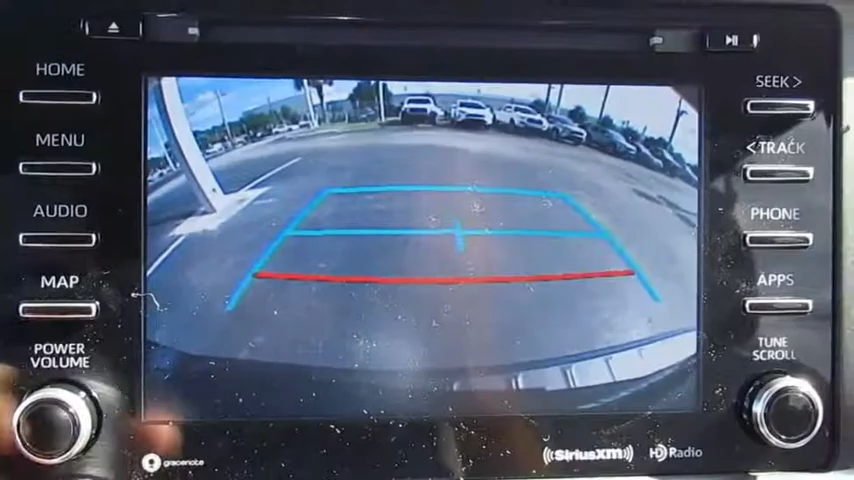 HOME
MENU
AUDIO
MAP
POWER
VOLUME
SEEK >
< TRACK
PHONE
APPS
TUNE
SCROLL
gracenote
SiriusXM
HD Radio